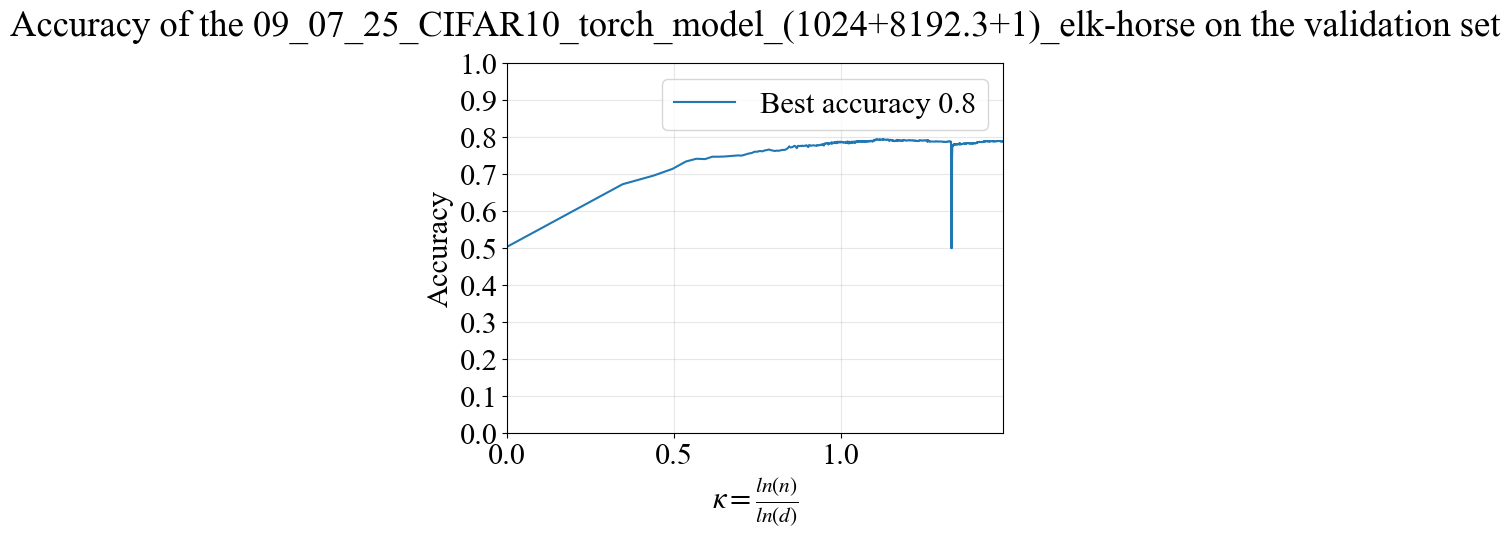 Accuracy of the 09_07_25_CIFAR10_torch_model_(1024+8192.3+1)_elk-horse on the validation set
1.0
Best accuracy 0.8
0.9
0.8
0.7
0.6
0.5
0.4
0.3
0.2
0.1
0.0
Accuracy
0.0 0.5 1.0
κ = ln(n) / ln(d)